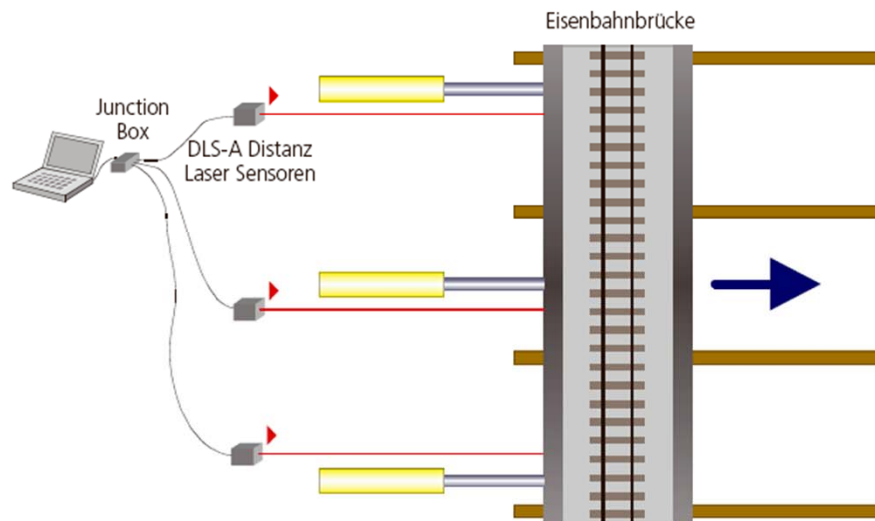 Eisenbahnbrücke
Junction
Box
DLS-A Distanz
Laser Sensoren